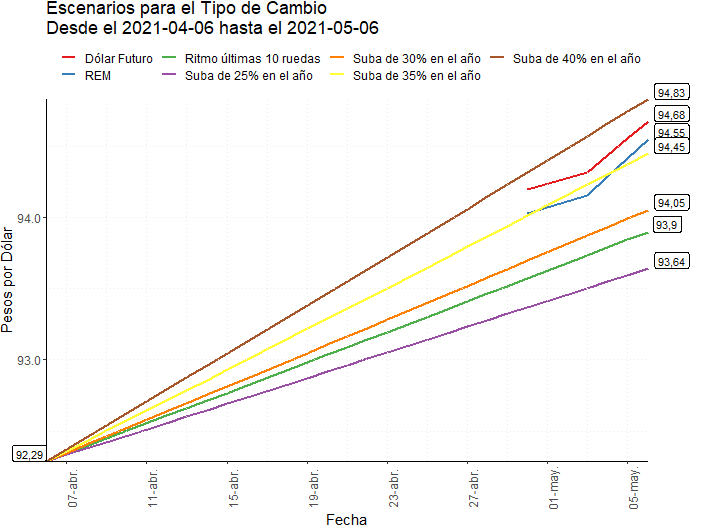 Escenarios para el Tipo de Cambio
Desde el 2021-04-06 hasta el 2021-05-06
Dólar Futuro Ritmo últimas 10 ruedas Suba de 30% en el año Suba de 40% en el año
REM Suba de 25% en el año Suba de 35% en el año
94,83
94,68
94,55
94,45
94,05
93,9
93,64
92,29
94.0
93.0
Pesos por Dólar
07-abr.
11-abr.
15-abr.
19-abr.
23-abr.
27-abr.
01-may.
05-may.
Fecha